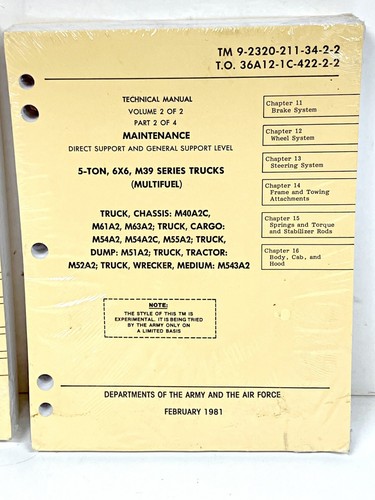 TM 9-2320-211-34-2-2
T.O. 36A12-1C-422-2-2
TECHNICAL MANUAL
VOLUME 2 OF 2
PART 2 OF 4
MAINTENANCE
DIRECT SUPPORT AND GENERAL SUPPORT LEVEL
5-TON, 6X6, M39 SERIES TRUCKS
(MULTIFUEL)
TRUCK, CHASSIS: M40A2C,
M61A2, M63A2; TRUCK, CARGO:
M54A2, M54A2C, M55A2; TRUCK,
DUMP: M51A2; TRUCK, TRACTOR:
M52A2; TRUCK, WRECKER, MEDIUM: M543A2
Chapter 11
Brake System
Chapter 12
Wheel System
Chapter 13
Steering System
Chapter 14
Frame and Towing
Attachments
Chapter 15
Springs and Torque
and Stabilizer Rods
Chapter 16
Body, Cab, and
Hood
NOTE:
THE STYLE OF THIS TM IS
EXPERIMENTAL. IT IS BEING TRIED
BY THE ARMY ONLY ON
A LIMITED BASIS
DEPARTMENTS OF THE ARMY AND THE AIR FORCE
FEBRUARY 1981